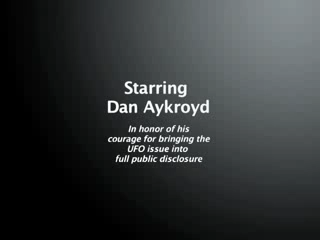 Starring
Dan Aykroyd
In honor of his
courage for bringing the
UFO issue into
full public disclosure